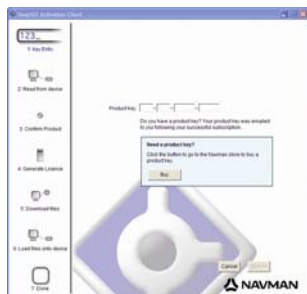 SmartST Activation Client
123_
1. Key Entry
2. Read from device
3. Confirm Product
4. Generate Licence
5. Download files
6. Load files onto device
7. Done
Product Key:
Do you have a product key? Your product key was emailed
to you following your successful subscription.
Need a product key?
Click the button to go to the Navman store to buy a
product key.
Buy
Cancel
NAVMAN